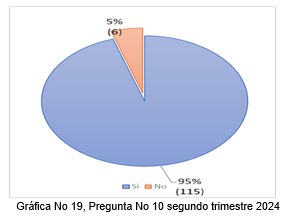 5%
(6)
95%
(115)
Si No
Gráfica No 19, Pregunta No 10 segundo trimestre 2024